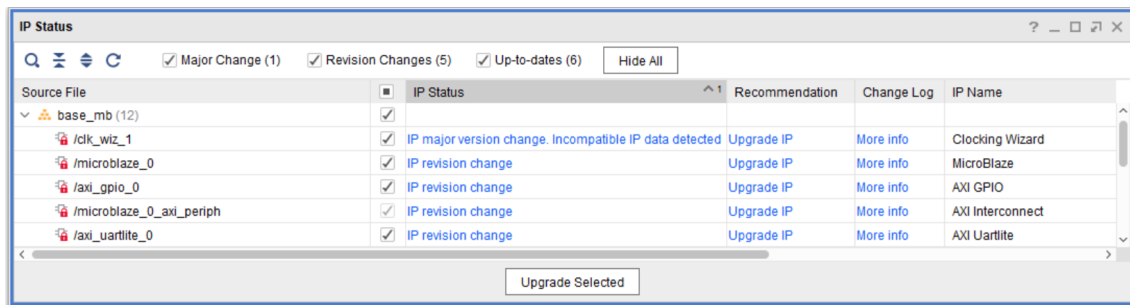 IP Status
? _
Major Change (1) Revision Changes (5) Up-to-dates (6) Hide All
Source File IP Status 1 Recommendation Change Log IP Name
base_mb (12)
/clk_wiz_1 IP major version change. Incompatible IP data detected Upgrade IP More info Clocking Wizard
/microblaze_0 IP revision change Upgrade IP More info MicroBlaze
/axi_gpio_0 IP revision change Upgrade IP More info AXI GPIO
/microblaze_0_axi_periph IP revision change Upgrade IP More info AXI Interconnect
/axi_uartlite_0 IP revision change Upgrade IP More info AXI Uartlite
Upgrade Selected